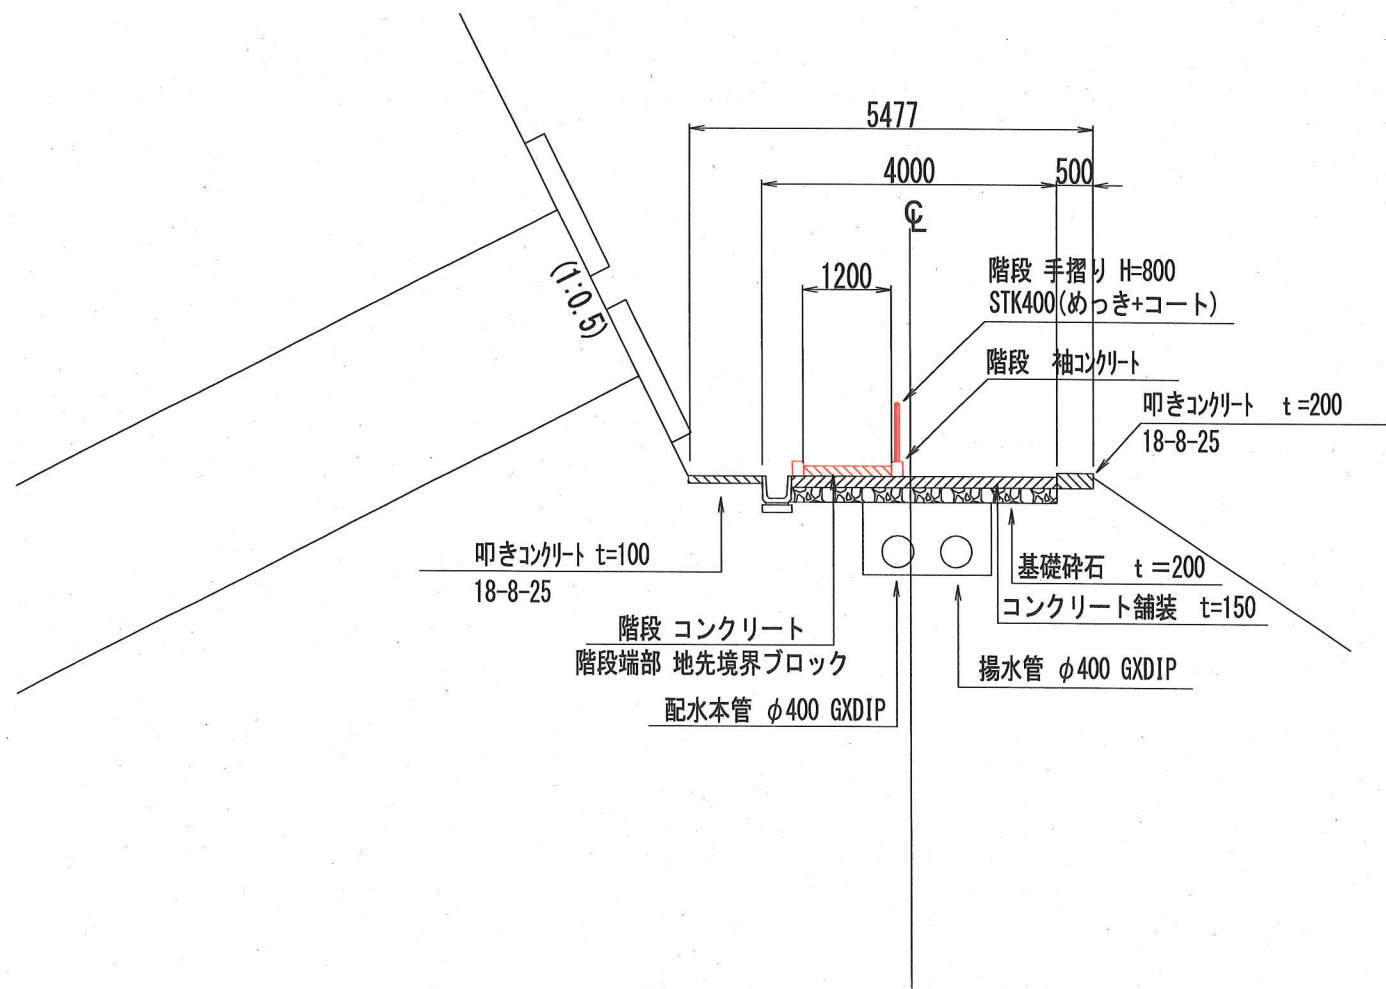 5477
4000
500
℄
1200
階段 手摺り H=800
STK400(めっき+コート)
(1:0.5)
階段 袖コンクリート
叩きコンクリート t=200
18-8-25
叩きコンクリート t=100
18-8-25
基礎砕石 t=200
コンクリート舗装 t=150
階段 コンクリート
階段端部 地先境界ブロック
揚水管 φ400 GXDIP
配水本管 φ400 GXDIP